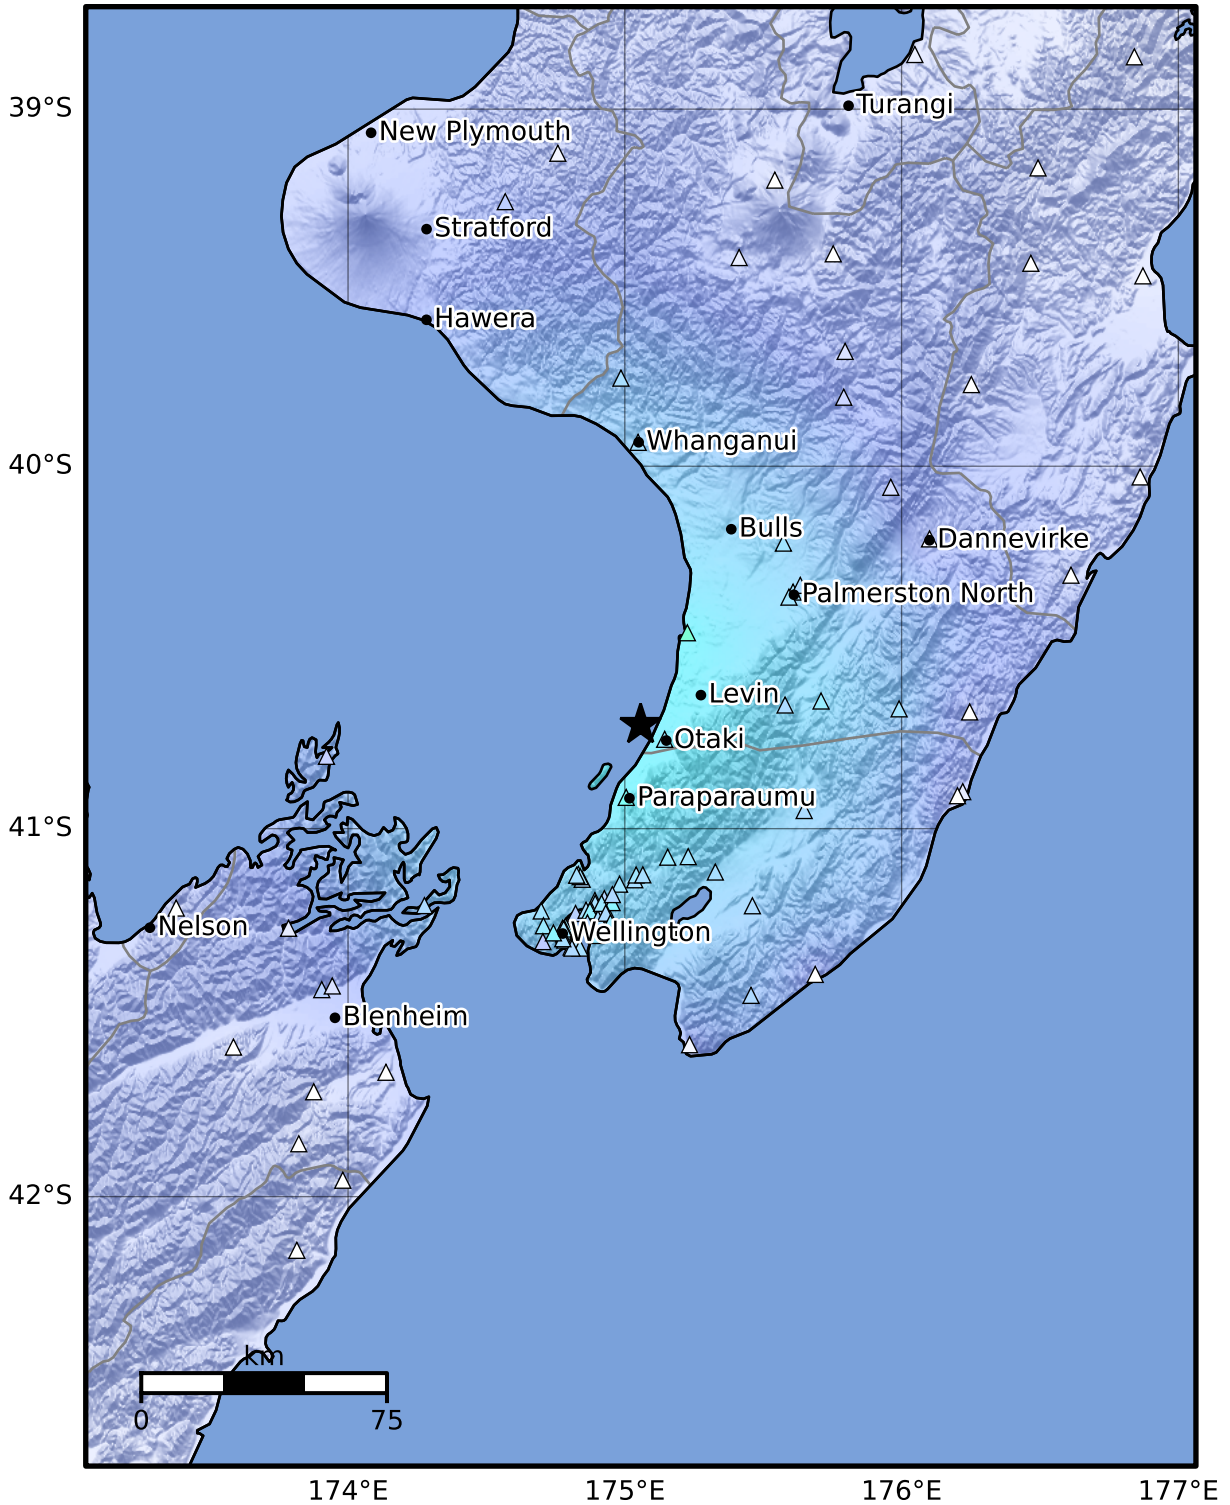 39°S
Turangi
New Plymouth
Stratford
Hawera
Whanganui
40°S
Bulls
Dannevirke
Palmerston North
Levin
Otaki
Paraparaumu
41°S
Nelson
Wellington
Blenheim
42°S
km
0 75
174°E 175°E 176°E 177°E